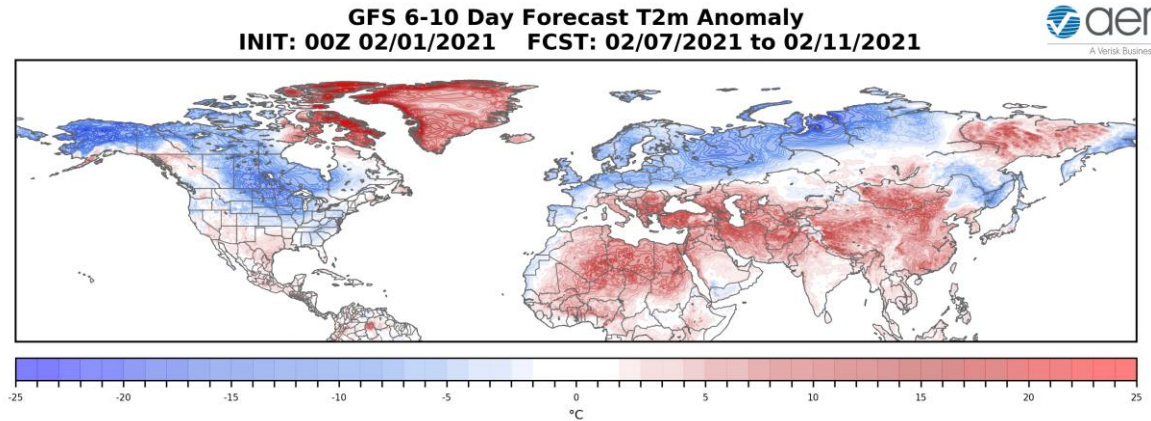 GFS 6-10 Day Forecast T2m Anomaly
INIT: 00Z 02/01/2021 FCST: 02/07/2021 to 02/11/2021
aer
A Verisk Business
-25 -20 -15 -10 -5 0 5 10 15 20 25
°C